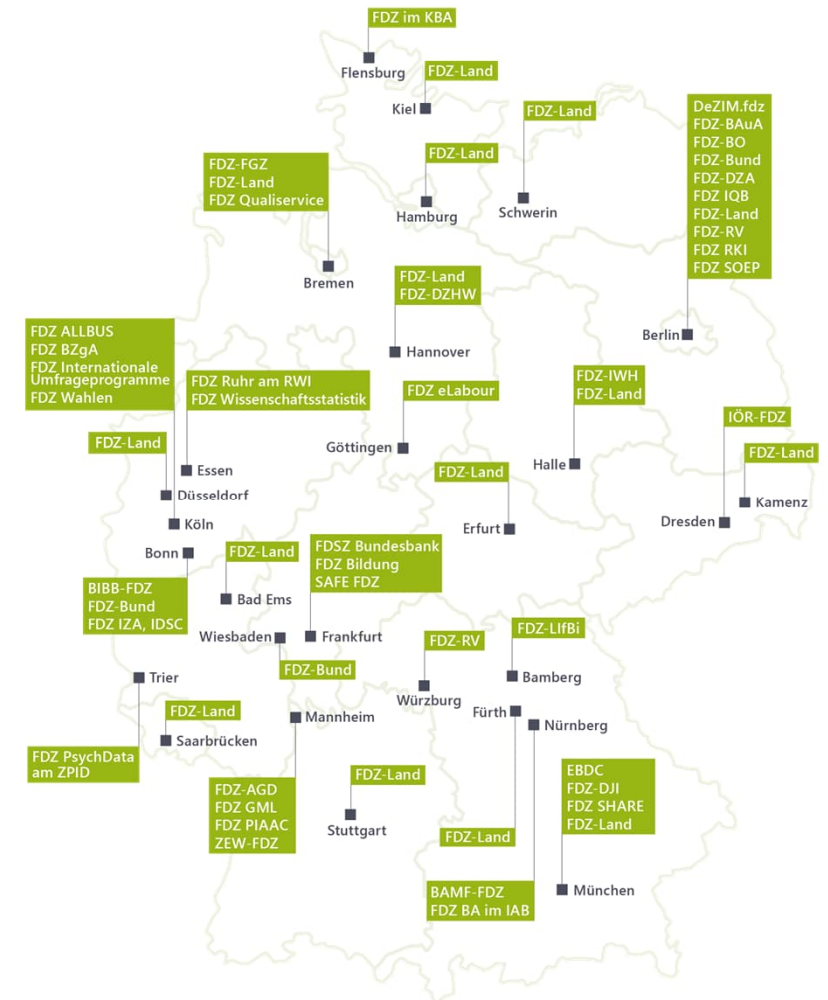 FDZ im KBA
Flensburg
FDZ-Land
Kiel
FDZ-Land
Schwerin
FDZ-Land
Hamburg
DeZIM.fdz
FDZ-BAuA
FDZ-BO
FDZ-Bund
FDZ-DZA
FDZ IQB
FDZ-Land
FDZ-RV
FDZ RKI
FDZ SOEP
Berlin
FDZ-FGZ
FDZ-Land
FDZ Qualiservice
Bremen
FDZ-Land
FDZ-DZHW
Hannover
FDZ ALLBUS
FDZ BZgA
FDZ Internationale
Umfrageprogramme
FDZ Wahlen
Köln
FDZ Ruhr am RWI
FDZ Wissenschaftsstatistik
Essen
FDZ eLabour
Göttingen
FDZ-IWH
FDZ-Land
Halle
IÖR-FDZ
Dresden
FDZ-Land
Kamenz
FDZ-Land
Düsseldorf
FDZ-Land
Erfurt
Bonn
BIBB-FDZ
FDZ-Bund
FDZ IZA, IDSC
FDZ-Land
Bad Ems
FDSZ Bundesbank
FDZ Bildung
SAFE FDZ
Frankfurt
Wiesbaden
FDZ-Bund
FDZ-RV
Würzburg
FDZ-LIfBi
Bamberg
Trier
FDZ PsychData
am ZPID
FDZ-Land
Saarbrücken
Mannheim
FDZ-AGD
FDZ GML
FDZ PIAAC
ZEW-FDZ
FDZ-Land
Stuttgart
Fürth
FDZ-Land
Nürnberg
BAMF-FDZ
FDZ BA im IAB
EBDC
FDZ-DJI
FDZ SHARE
FDZ-Land
München